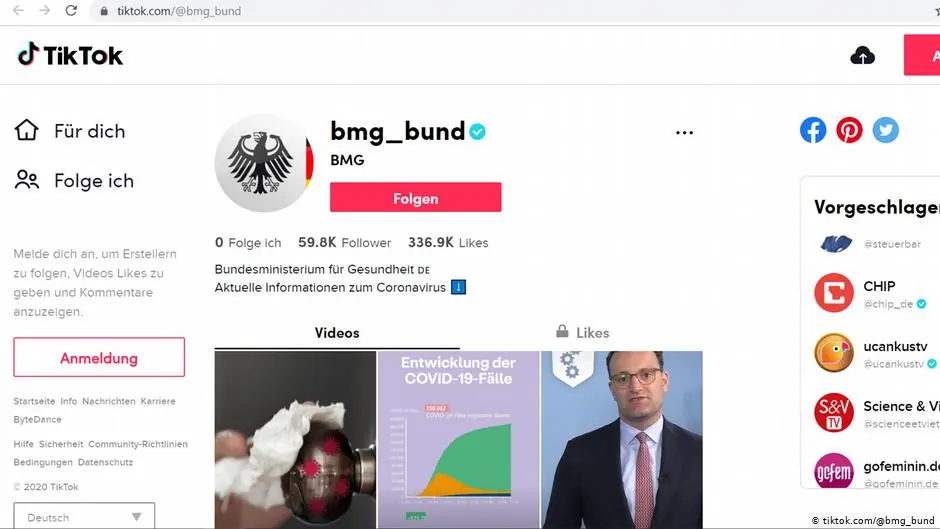 tiktok.com/@bmg_bund
TikTok
A
Für dich
Folge ich
Melde dich an, um Erstellern
zu folgen, Videos Likes zu
geben und Kommentare
anzuzeigen.
Anmeldung
Startseite Info Nachrichten Karriere
ByteDance
Hilfe Sicherheit Community-Richtlinien
Bedingungen Datenschutz
© 2020 TikTok
Deutsch
bmg_bund
BMG
Folgen
0 Folge ich 59.8K Follower 336.9K Likes
Bundesministerium für Gesundheit DE
Aktuelle Informationen zum Coronavirus
Videos
Likes
Entwicklung der
COVID-19-Fälle
Vorgeschlagen
@steuerbar
CHIP
@chip_de
ucankustv
@ucankustv
S&V
TV
Science & Vi
@scienceetviet
gofem
gofeminin.de
@gofeminin.de
© tiktok.com/@bmg_bund